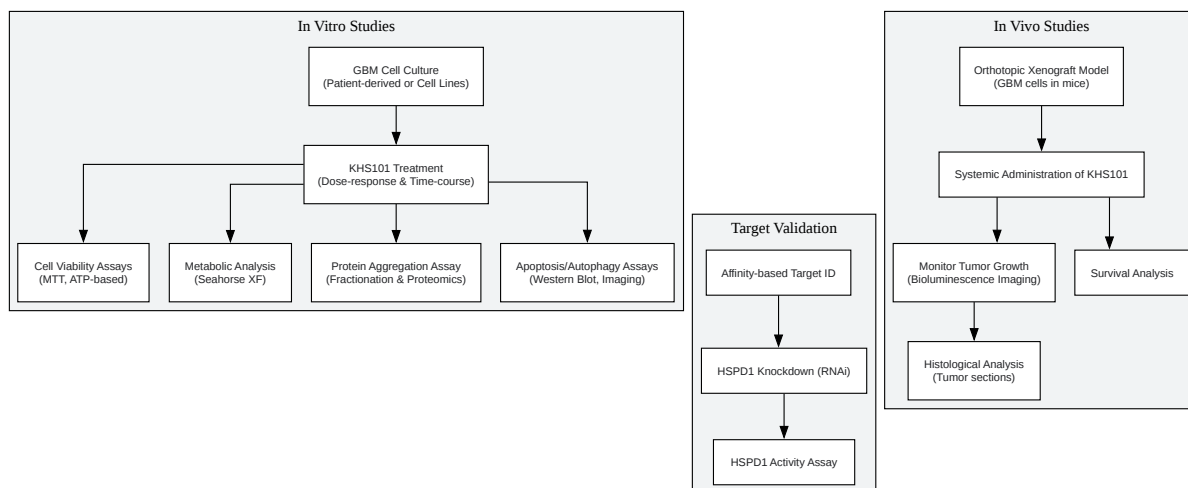 In Vitro Studies
GBM Cell Culture
(Patient-derived or Cell Lines)
KHS101 Treatment
(Dose-response & Time-course)
Cell Viability Assays
(MTT, ATP-based)
Metabolic Analysis
(Seahorse XF)
Protein Aggregation Assay
(Fractionation & Proteomics)
Apoptosis/Autophagy Assays
(Western Blot, Imaging)
Target Validation
Affinity-based Target ID
HSPD1 Knockdown (RNAi)
HSPD1 Activity Assay
In Vivo Studies
Orthotopic Xenograft Model
(GBM cells in mice)
Systemic Administration of KHS101
Monitor Tumor Growth
(Bioluminescence Imaging)
Survival Analysis
Histological Analysis
(Tumor sections)